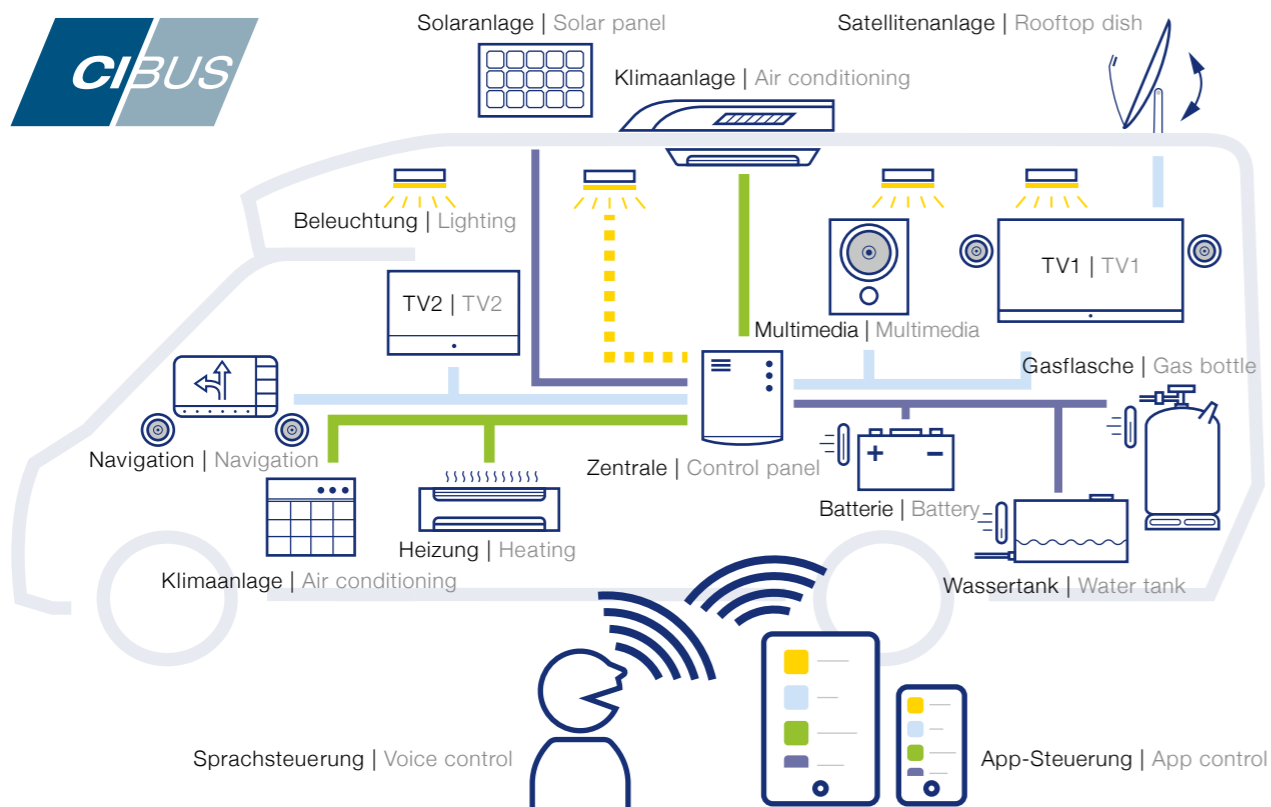 CIBUS
Solaranlage | Solar panel
Satellitenanlage | Rooftop dish
Klimaanlage | Air conditioning
Beleuchtung | Lighting
TV1 | TV1
TV2 | TV2
Multimedia | Multimedia
Gasflasche | Gas bottle
Navigation | Navigation
Zentrale | Control panel
+ −
Batterie | Battery
Heizung | Heating
Klimaanlage | Air conditioning
Wassertank | Water tank
Sprachsteuerung | Voice control
App-Steuerung | App control